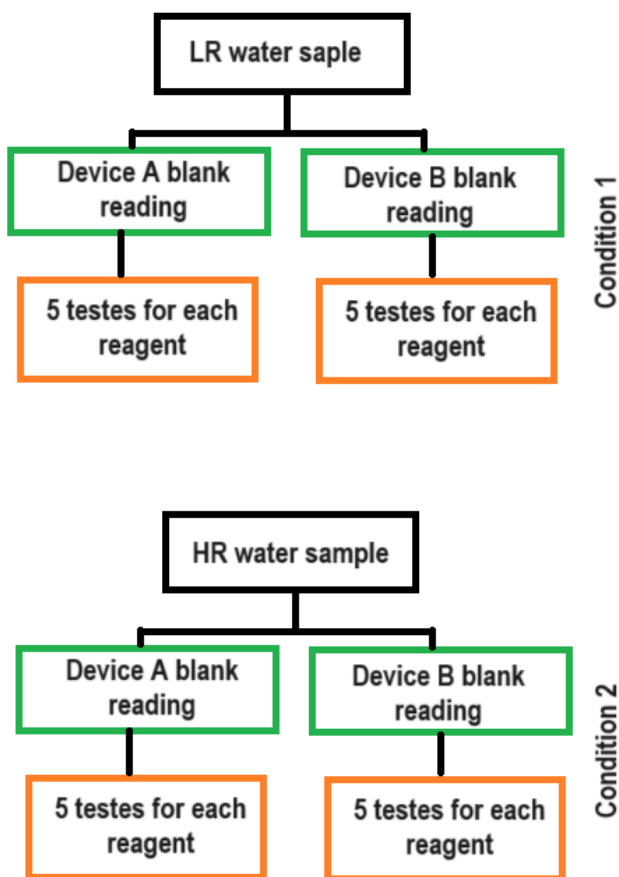 LR water saple
Device A blank
reading
Device B blank
reading
Condition 1
5 testes for each
reagent
5 testes for each
reagent
HR water sample
Device A blank
reading
Device B blank
reading
Condition 2
5 testes for each
reagent
5 testes for each
reagent